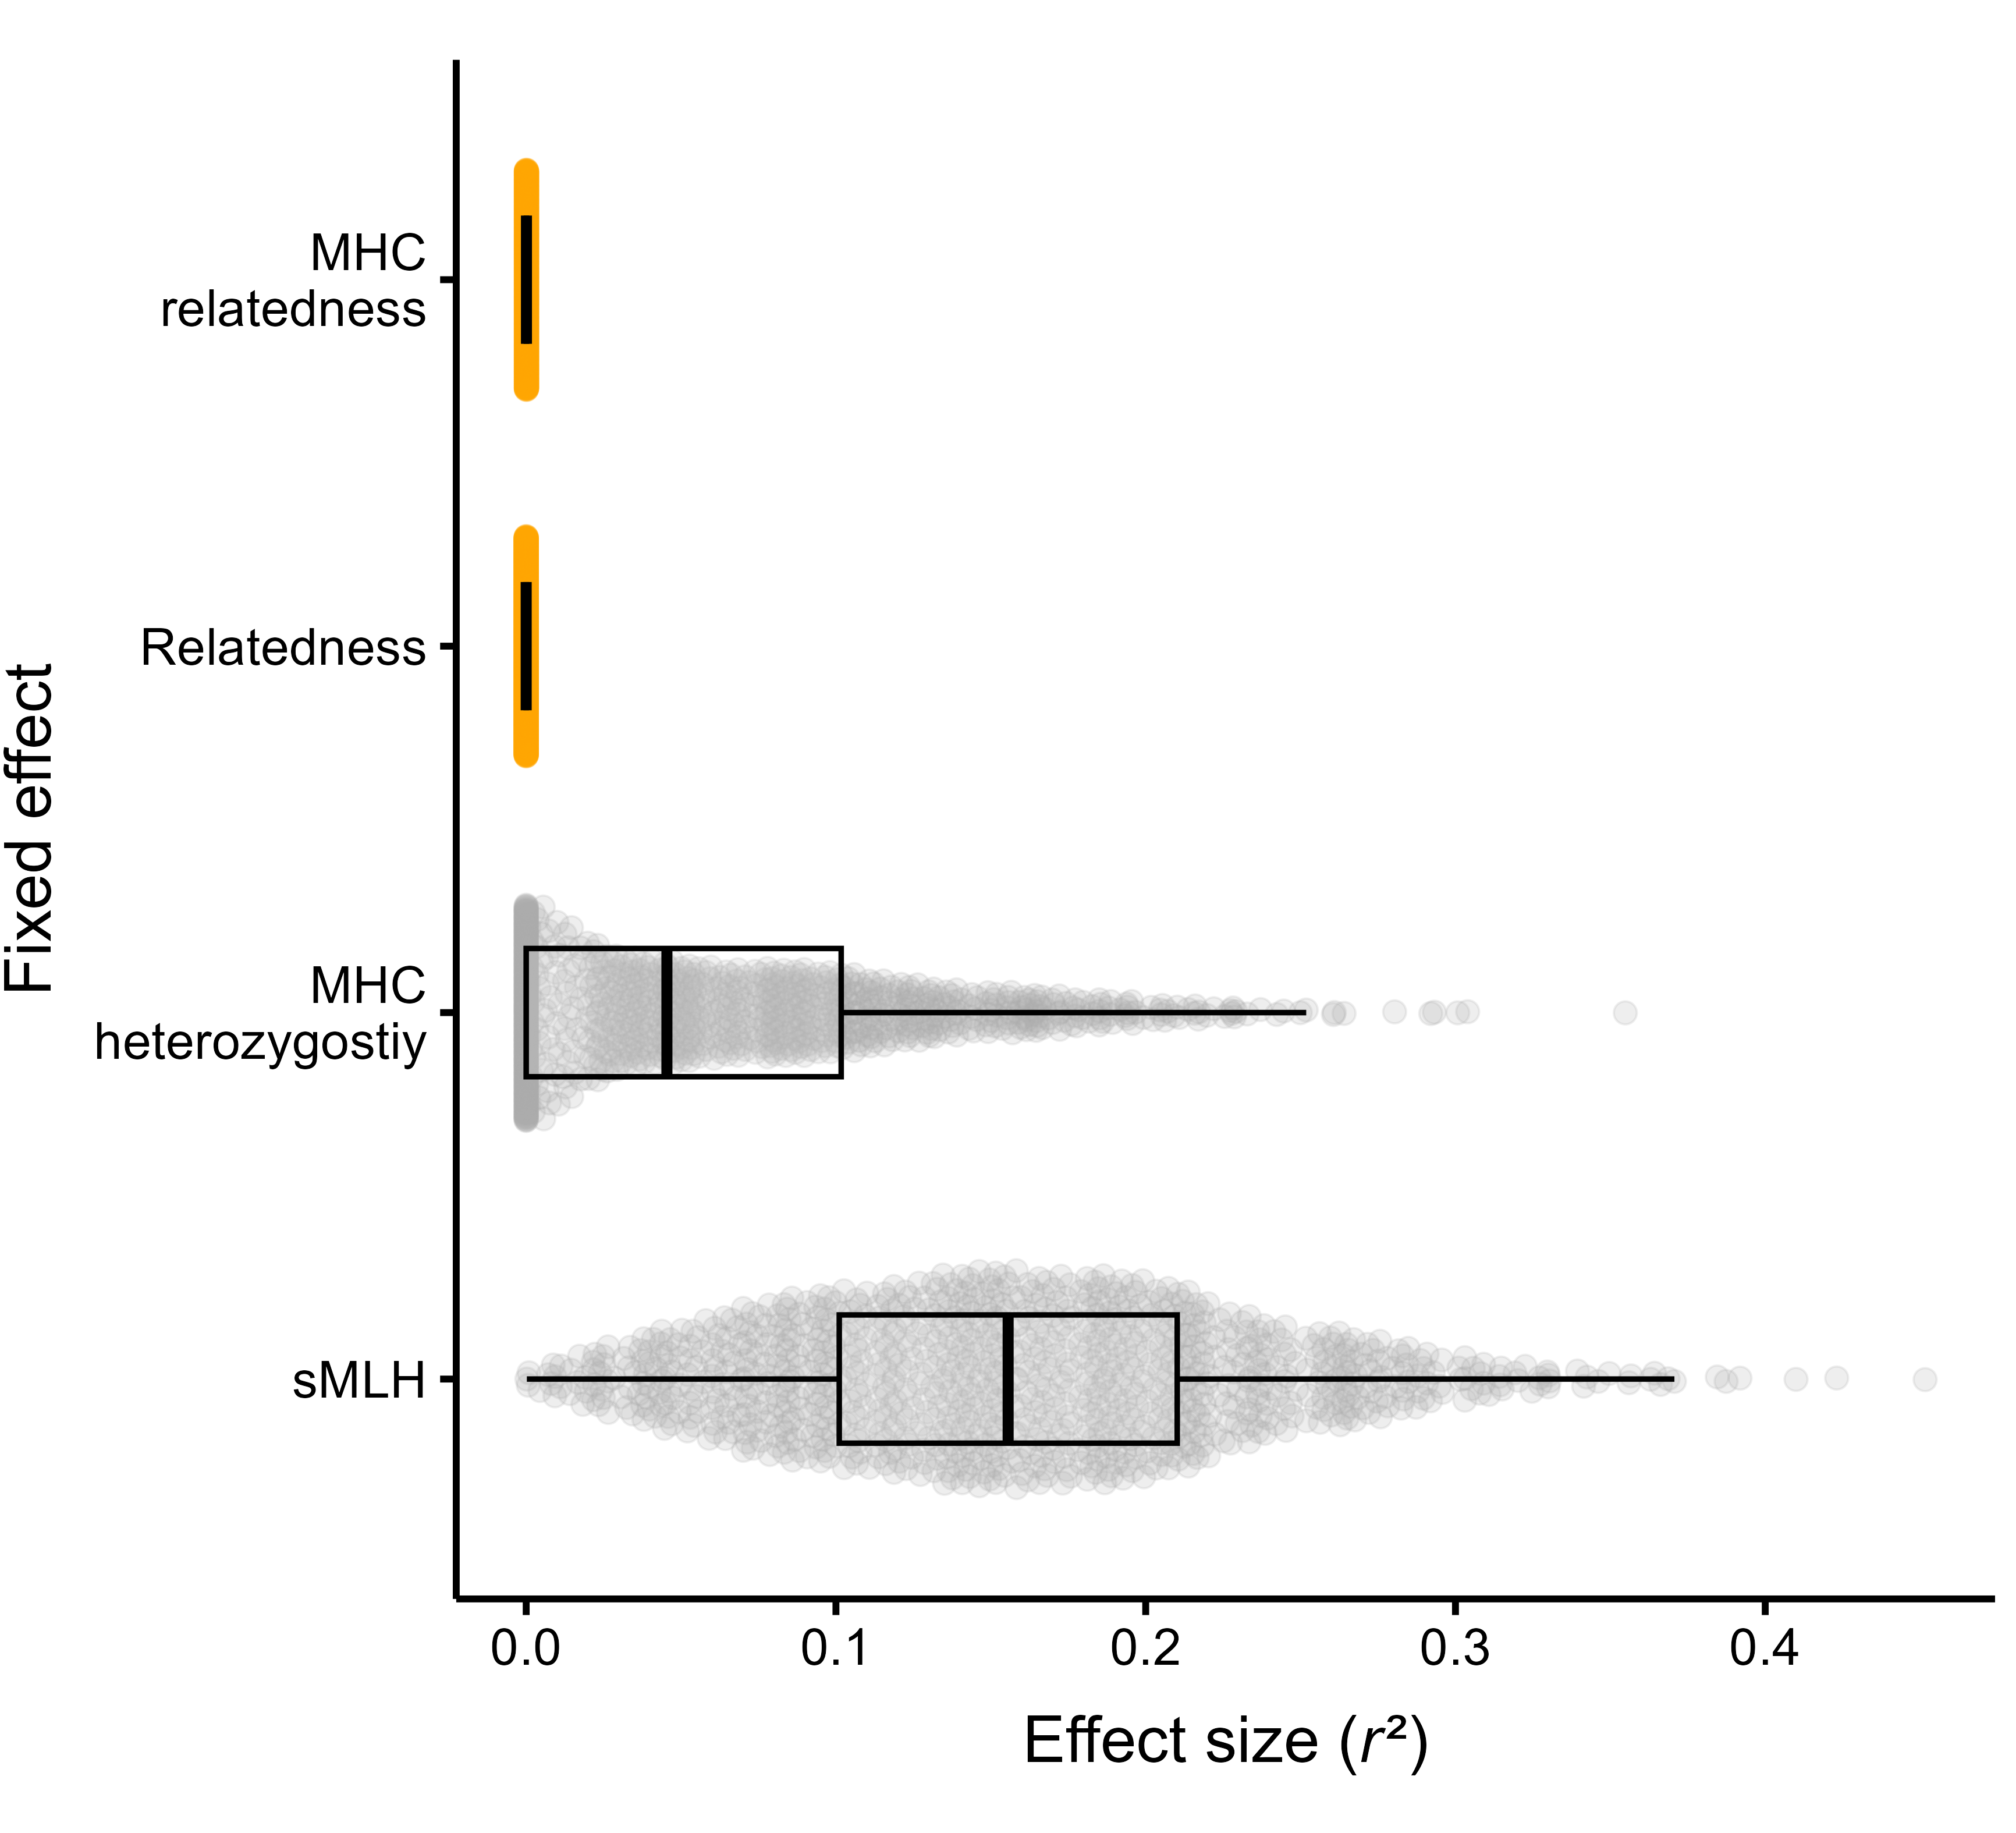 Fixed effect
MHC
relatedness
Relatedness
MHC
heterozygostiy
sMLH
0.0 0.1 0.2 0.3 0.4
Effect size (r²)